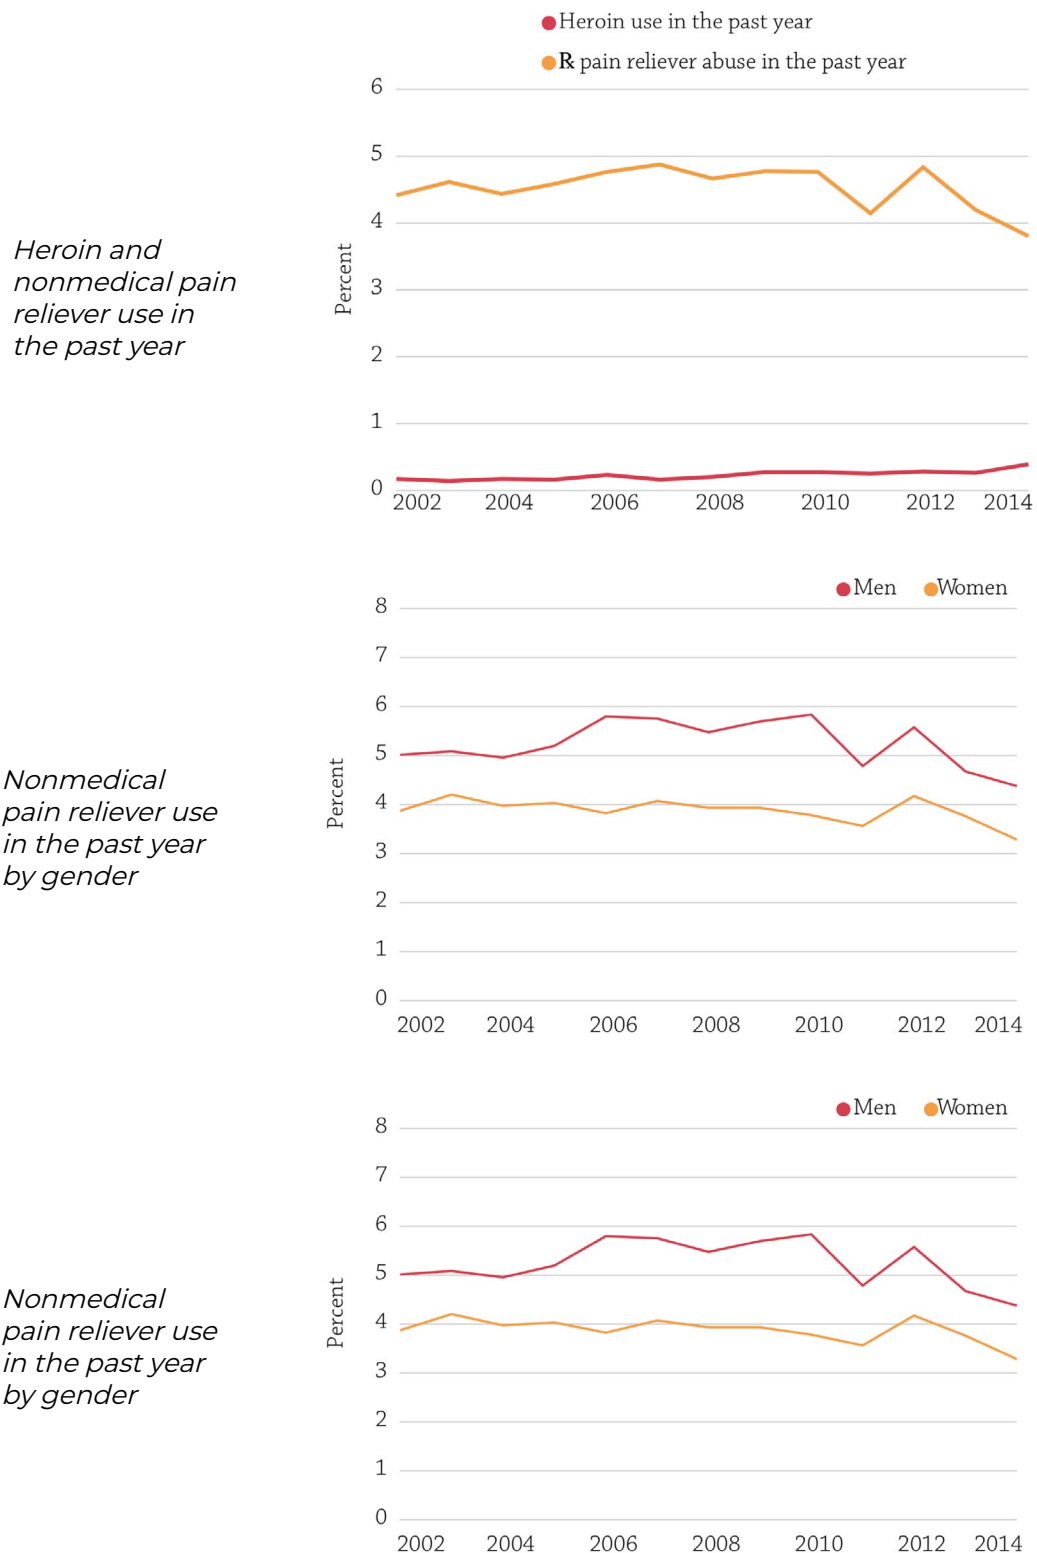 Heroin use in the past year
℞ pain reliever abuse in the past year
Heroin and
nonmedical pain
reliever use in
the past year
Percent
6
5
4
3
2
1
0
2002 2004 2006 2008 2010 2012 2014
Men Women
Nonmedical
pain reliever use
in the past year
by gender
Percent
8
7
6
5
4
3
2
1
0
2002 2004 2006 2008 2010 2012 2014
Men Women
Nonmedical
pain reliever use
in the past year
by gender
Percent
8
7
6
5
4
3
2
1
0
2002 2004 2006 2008 2010 2012 2014